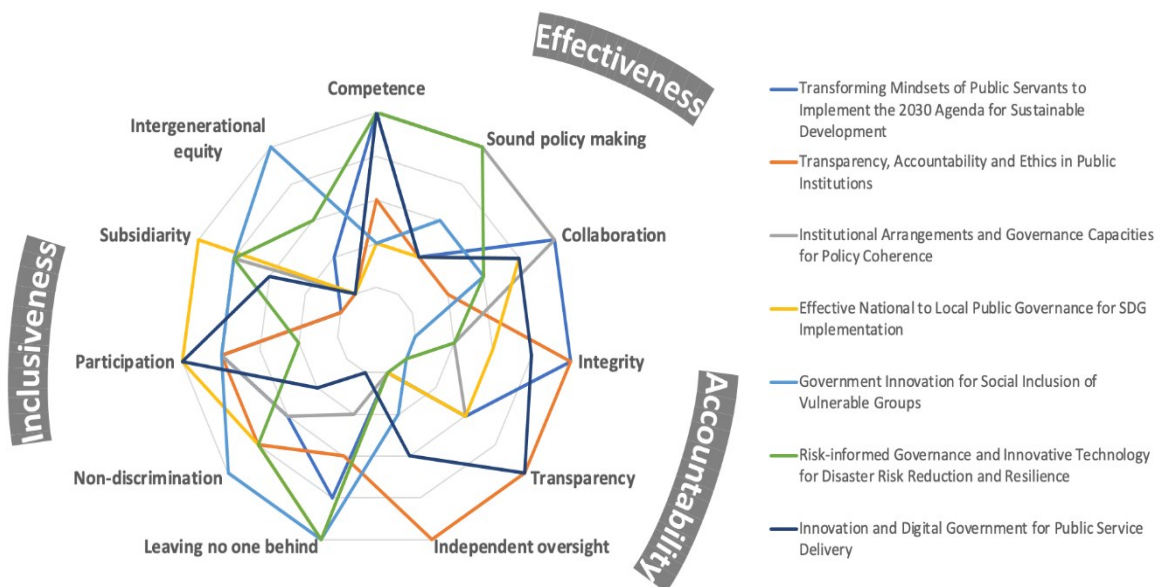 Effectiveness
Competence
Intergenerational
equity
Sound policy making
Subsidiarity
Collaboration
Inclusiveness
Participation
Integrity
Accountability
Non-discrimination
Transparency
Leaving no one behind
Independent oversight
Transforming Mindsets of Public Servants to
Implement the 2030 Agenda for Sustainable
Development
Transparency, Accountability and Ethics in Public
Institutions
Institutional Arrangements and Governance Capacities
for Policy Coherence
Effective National to Local Public Governance for SDG
Implementation
Government Innovation for Social Inclusion of
Vulnerable Groups
Risk-informed Governance and Innovative Technology
for Disaster Risk Reduction and Resilience
Innovation and Digital Government for Public Service
Delivery